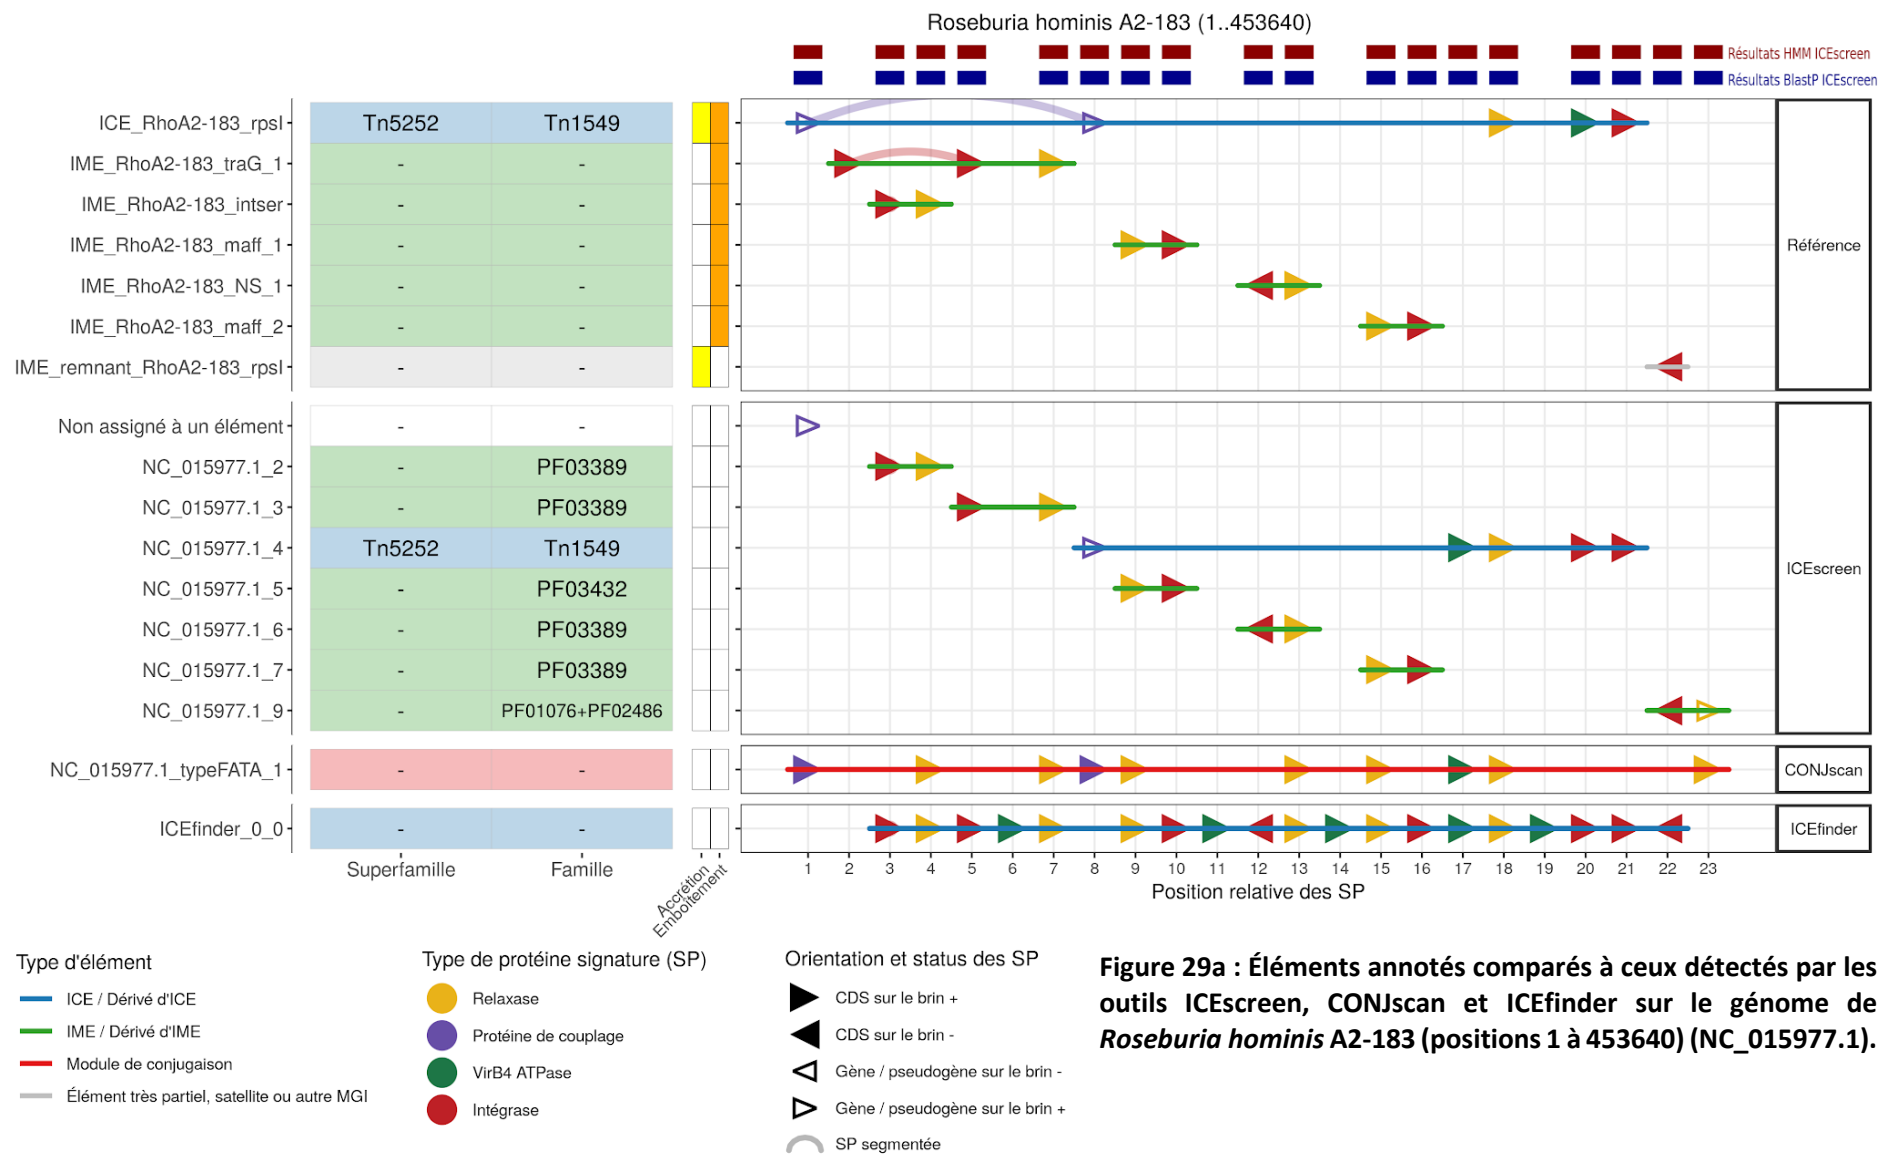 Roseburia hominis A2-183 (1..453640)
Résultats HMM ICEscreen
Résultats BlastP ICEscreen
ICE_RhoA2-183_rpsI Tn5252 Tn1549
IME_RhoA2-183_traG_1 - -
IME_RhoA2-183_intser - -
IME_RhoA2-183_maff_1 - -
IME_RhoA2-183_NS_1 - -
IME_RhoA2-183_maff_2 - -
IME_remnant_RhoA2-183_rpsI - -
Référence
Non assigné à un élément - -
NC_015977.1_2 - PF03389
NC_015977.1_3 - PF03389
NC_015977.1_4 Tn5252 Tn1549
NC_015977.1_5 - PF03432
NC_015977.1_6 - PF03389
NC_015977.1_7 - PF03389
NC_015977.1_9 - PF01076+PF02486
ICEscreen
NC_015977.1_typeFATA_1 - - CONJscan
ICEfinder_0_0 - - ICEfinder
Superfamille Famille
Accrétion
Emboîtement
1 2 3 4 5 6 7 8 9 10 11 12 13 14 15 16 17 18 19 20 21 22 23
Position relative des SP
Type d'élément
ICE / Dérivé d'ICE
IME / Dérivé d'IME
Module de conjugaison
Élément très partiel, satellite ou autre MGI
Type de protéine signature (SP)
Relaxase
Protéine de couplage
VirB4 ATPase
Intégrase
Orientation et status des SP
CDS sur le brin +
CDS sur le brin -
Gène / pseudogène sur le brin -
Gène / pseudogène sur le brin +
SP segmentée
Figure 29a : Éléments annotés comparés à ceux détectés par les
outils ICEscreen, CONJscan et ICEfinder sur le génome de
Roseburia hominis A2-183 (positions 1 à 453640) (NC_015977.1).